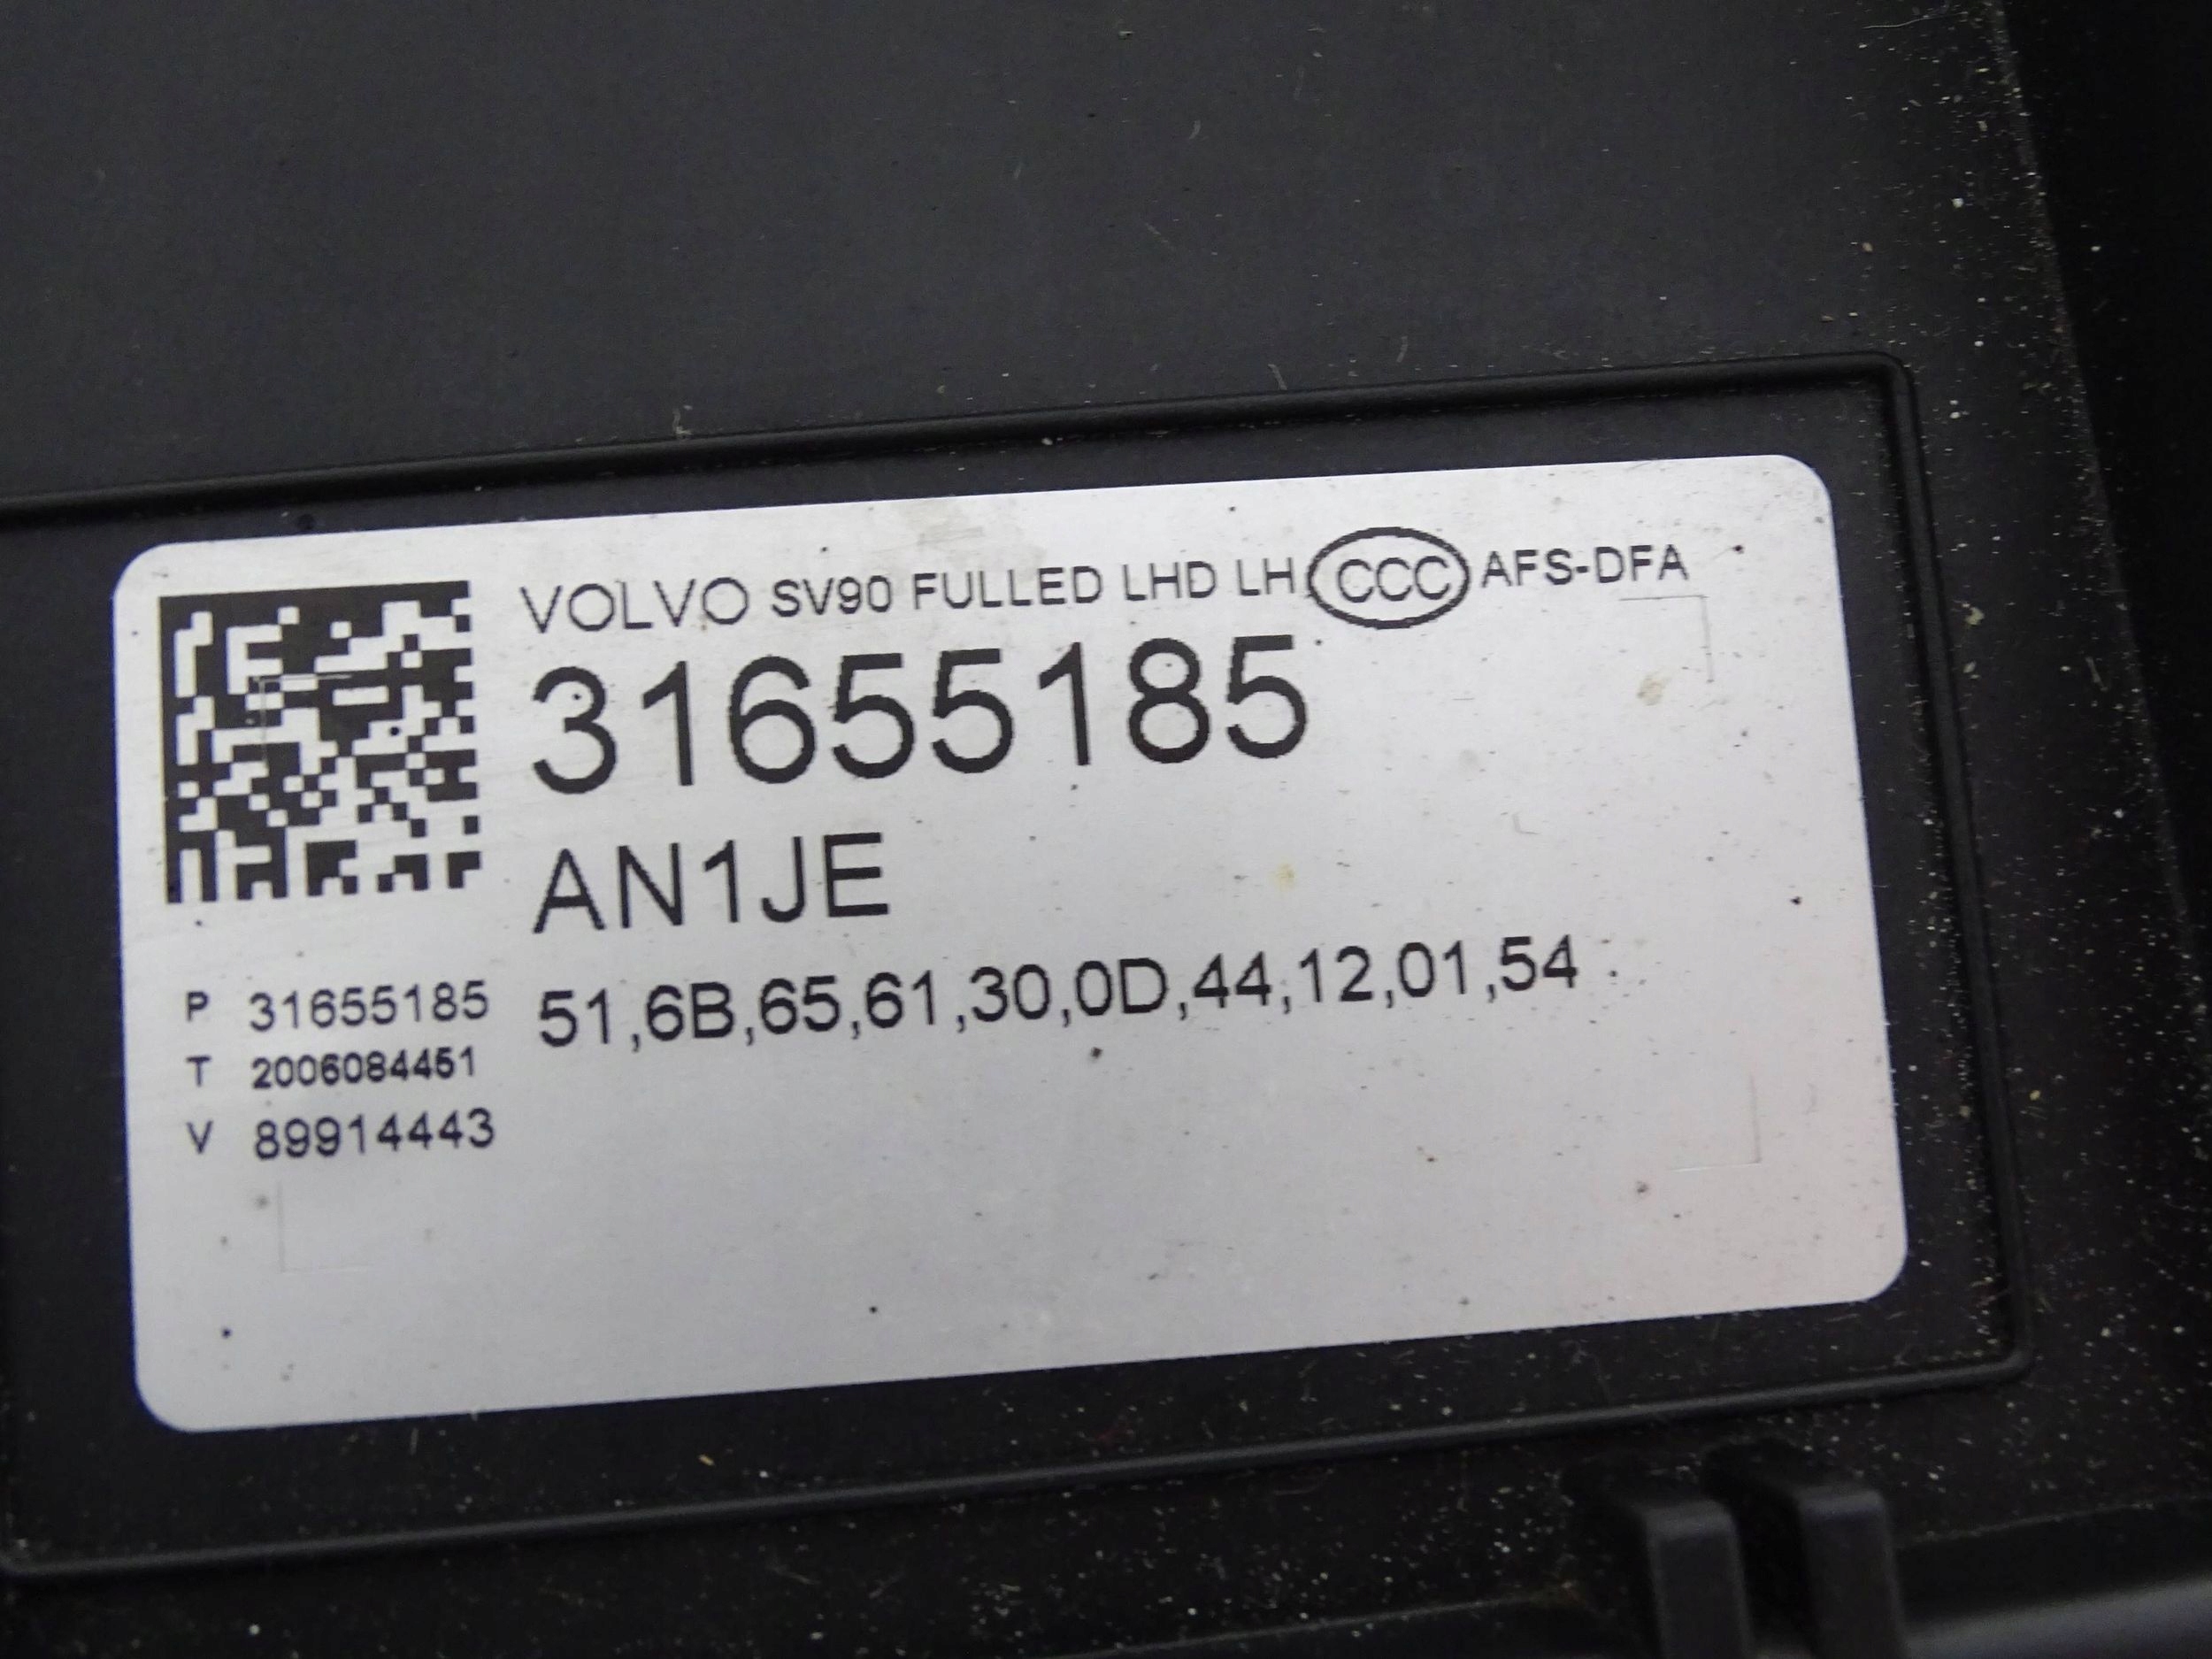 VOLVO SV90 FULLED LHD LH CCC AFS-DFA
31655185
AN1JE
51,6B,65,61,30,0D,44,12,01,54
P 31655185
T 2006084451
V 89914443